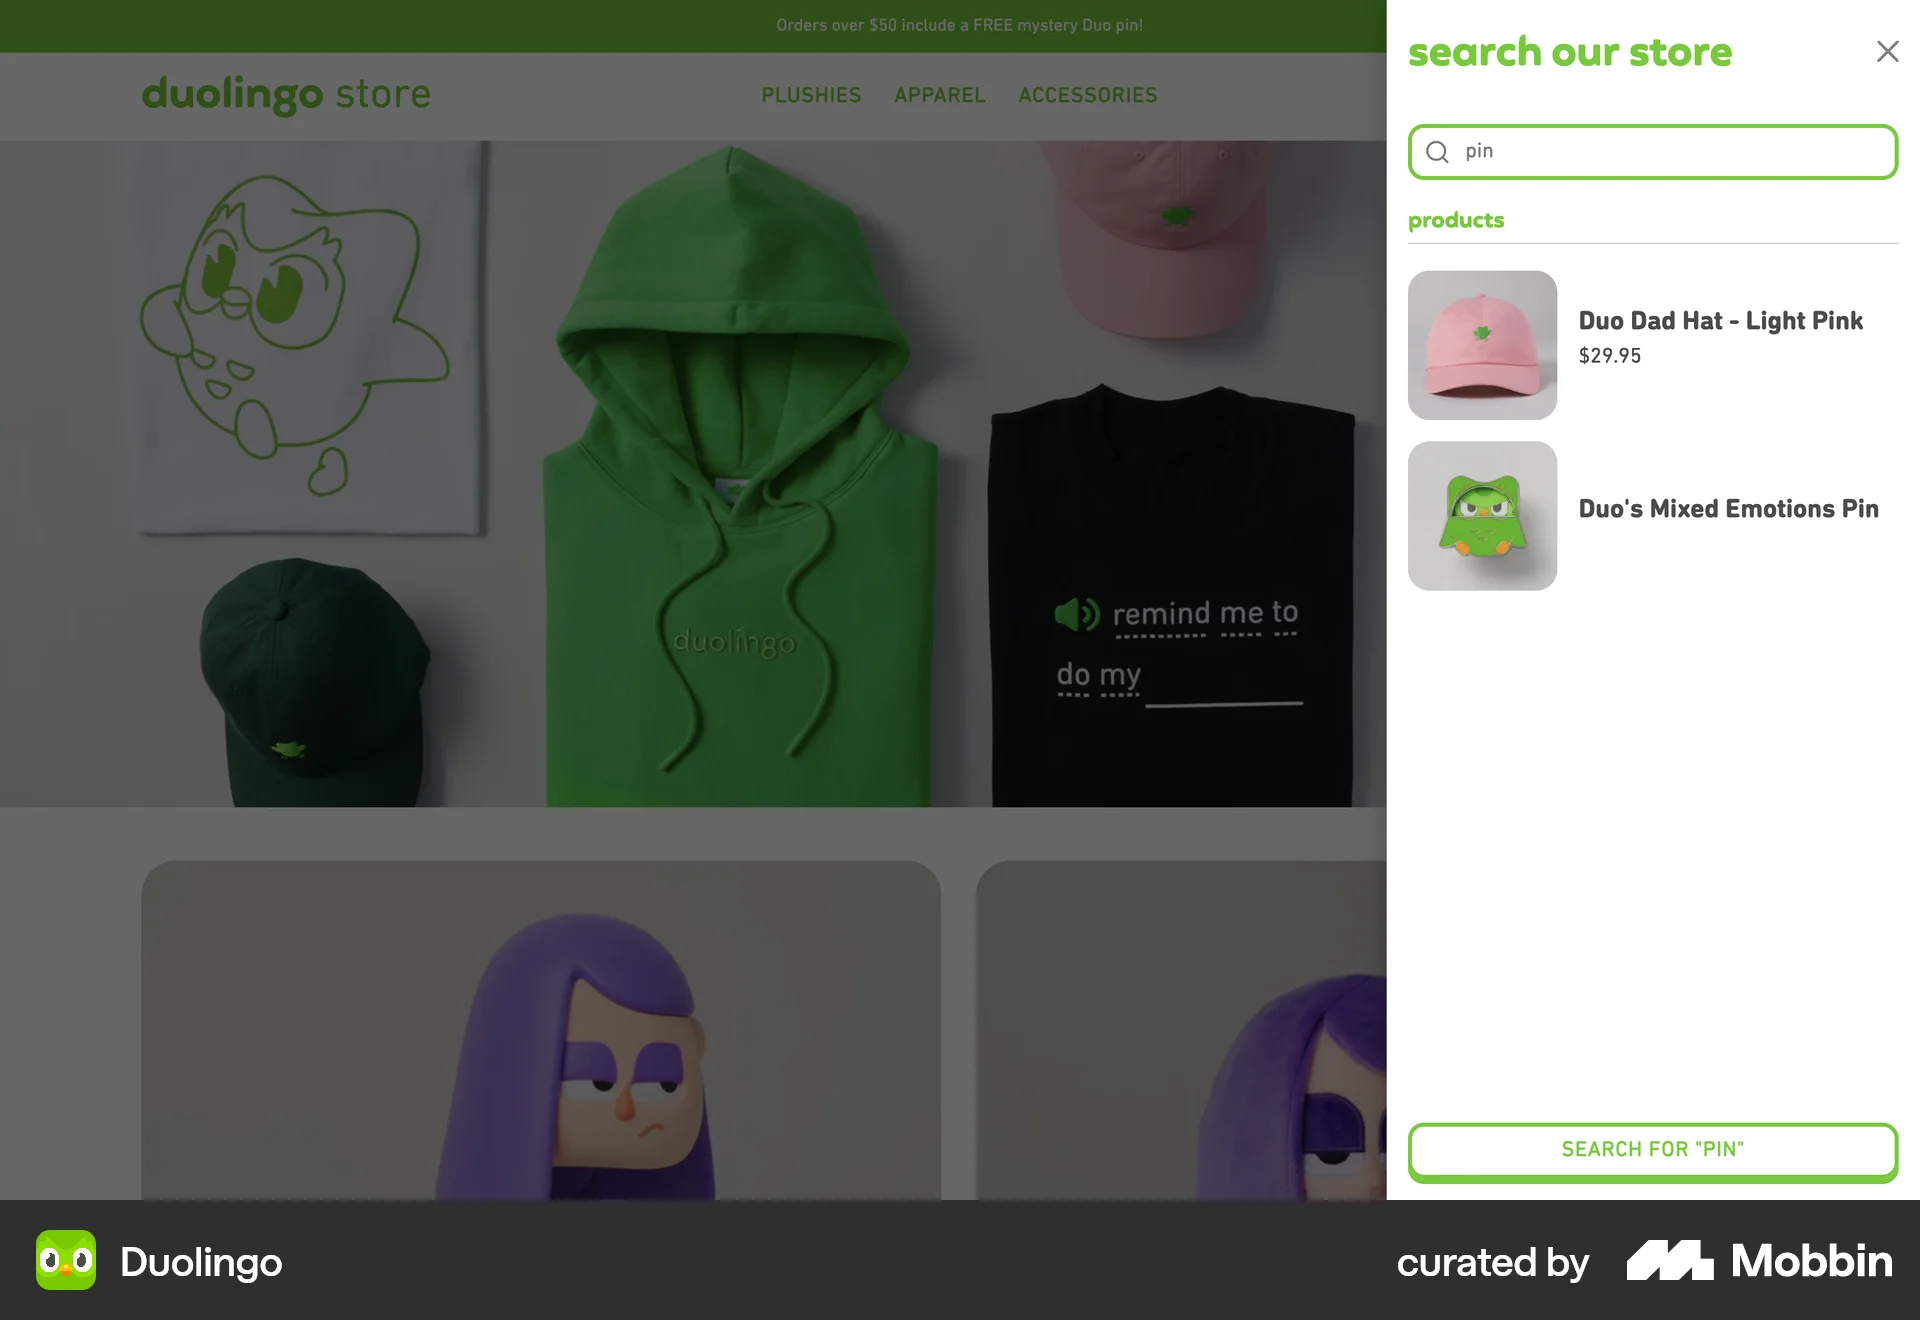 Orders over $50 include a FREE mystery Duo pin!
duolingo store
PLUSHIES APPAREL ACCESSORIES
duolingo
remind me to
do my
search our store
pin
products
Duo Dad Hat - Light Pink
$29.95
Duo's Mixed Emotions Pin
SEARCH FOR "PIN"
Duolingo
curated by Mobbin